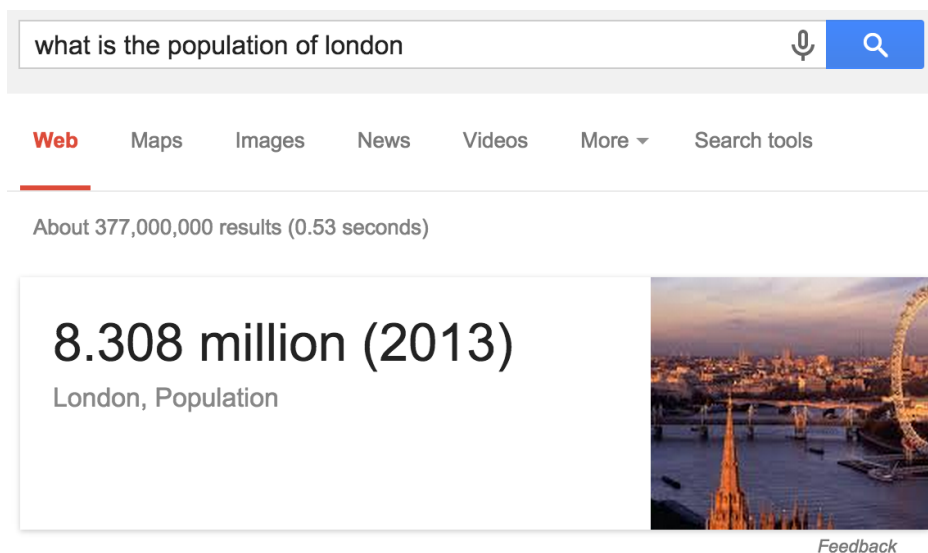 what is the population of london
Web Maps Images News Videos More Search tools
About 377,000,000 results (0.53 seconds)
8.308 million (2013)
London, Population
Feedback